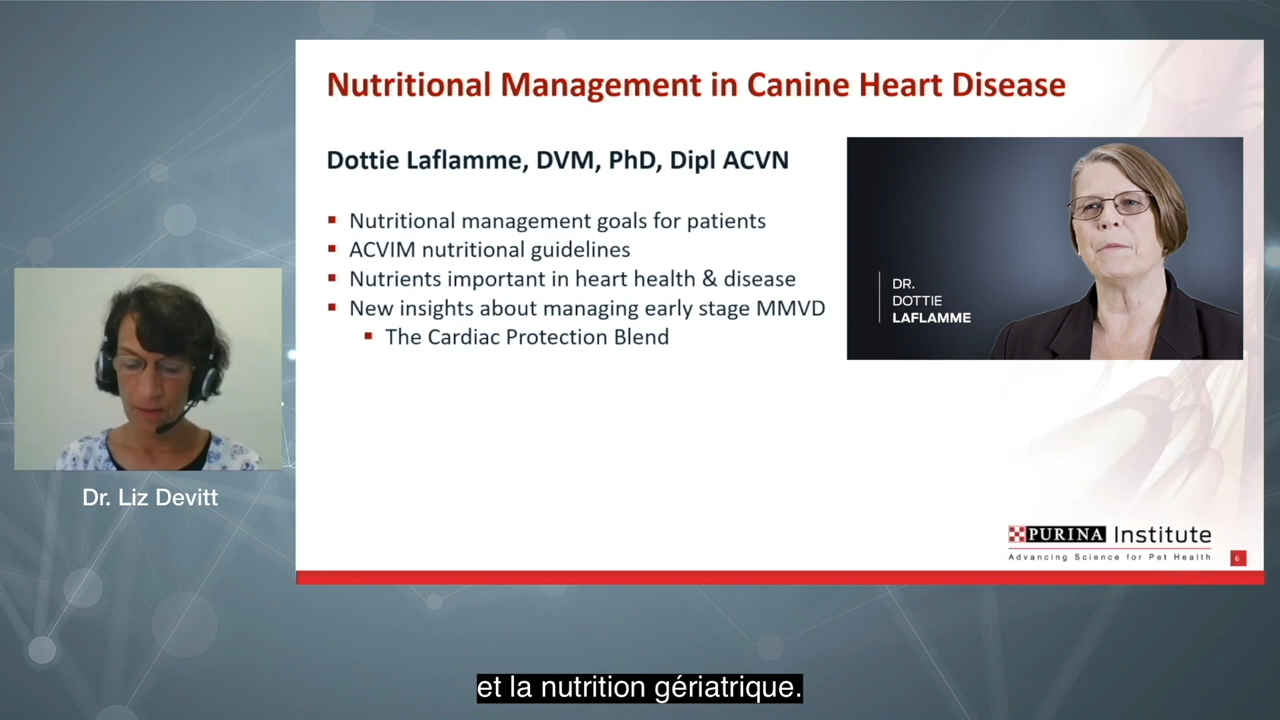 Nutritional Management in Canine Heart Disease
Dottie Laflamme, DVM, PhD, Dipl ACVN
Nutritional management goals for patients
ACVIM nutritional guidelines
Nutrients important in heart health & disease
New insights about managing early stage MMVD
The Cardiac Protection Blend
DR.
DOTTIE
LAFLAMME
Dr. Liz Devitt
PURINA Institute
Advancing Science for Pet Health
6
et la nutrition gériatrique.